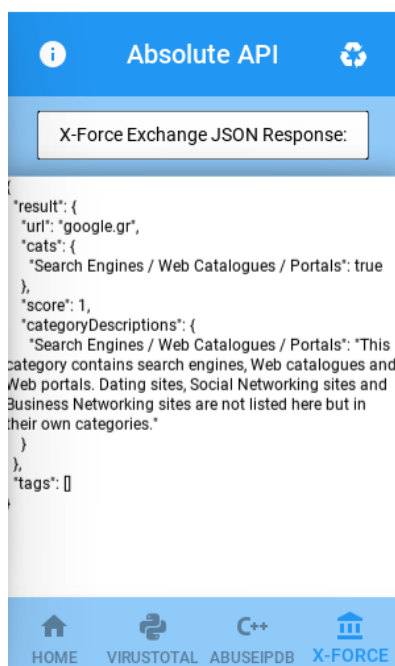 Absolute API
X-Force Exchange JSON Response:
{
"result": {
"url": "google.gr",
"cats": {
"Search Engines / Web Catalogues / Portals": true
},
"score": 1,
"categoryDescriptions": {
"Search Engines / Web Catalogues / Portals": "This
category contains search engines, Web catalogues and
Web portals. Dating sites, Social Networking sites and
Business Networking sites are not listed here but in
their own categories."
}
},
"tags": []
}
C++
HOME VIRUSTOTAL ABUSEIPDB X-FORCE